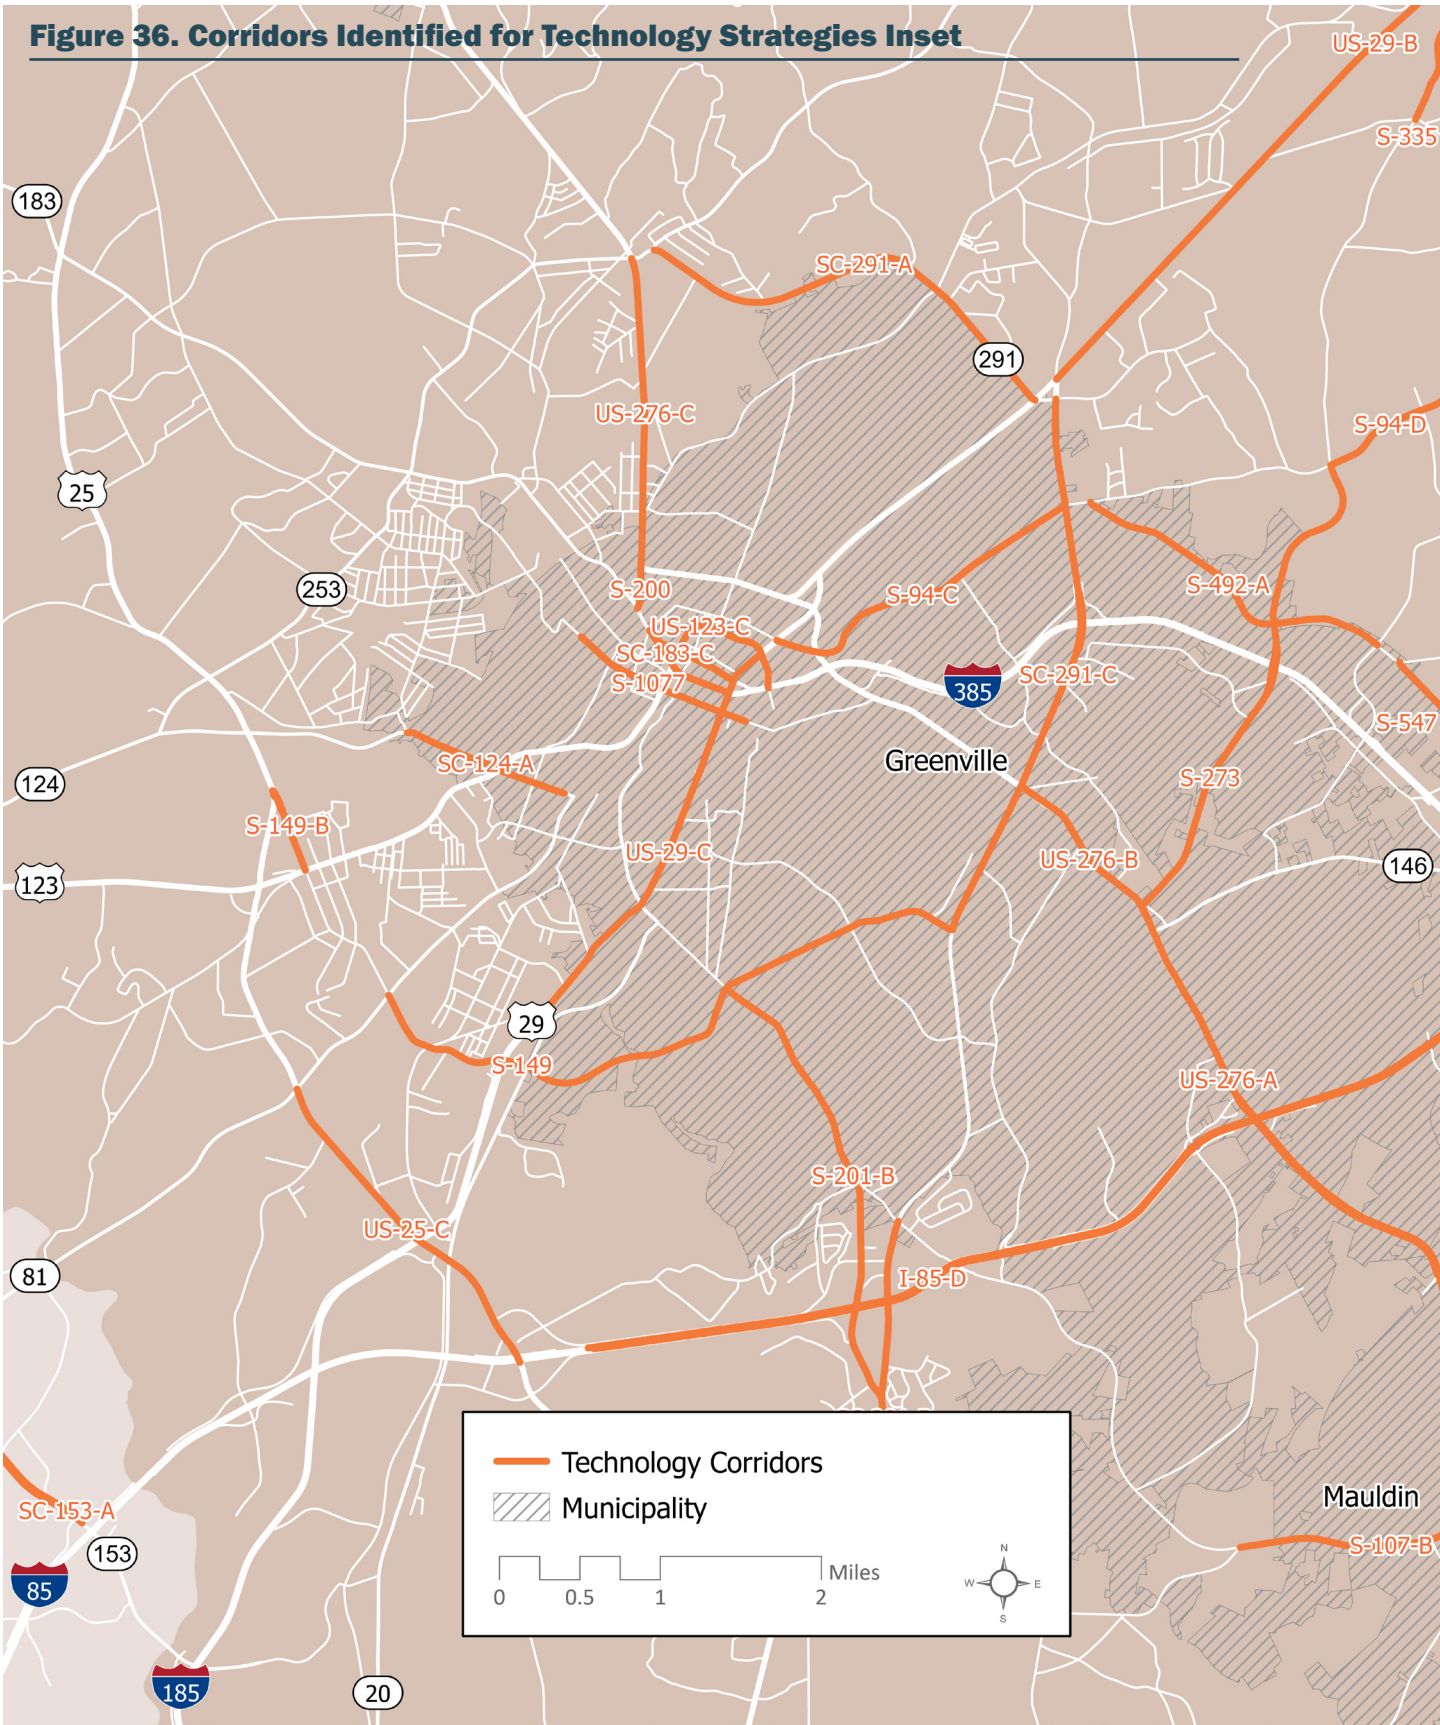 Figure 36. Corridors Identified for Technology Strategies Inset
US-29-B
S-335
183
SC-291-A
291
US-276-C
S-94-D
25
253
S-200
S-94-C
S-492-A
US-123-C
SC-183-C
S-1077
385
SC-291-C
S-547
Greenville
SC-124-A
S-273
124
S-149-B
US-29-C
US-276-B
146
123
29
S-149
US-276-A
S-201-B
US-25-C
81
I-85-D
Technology Corridors
Mauldin
SC-153-A
Municipality
153
S-107-B
85
N
W
E
S
Miles
0
0.5
1
2
185
20